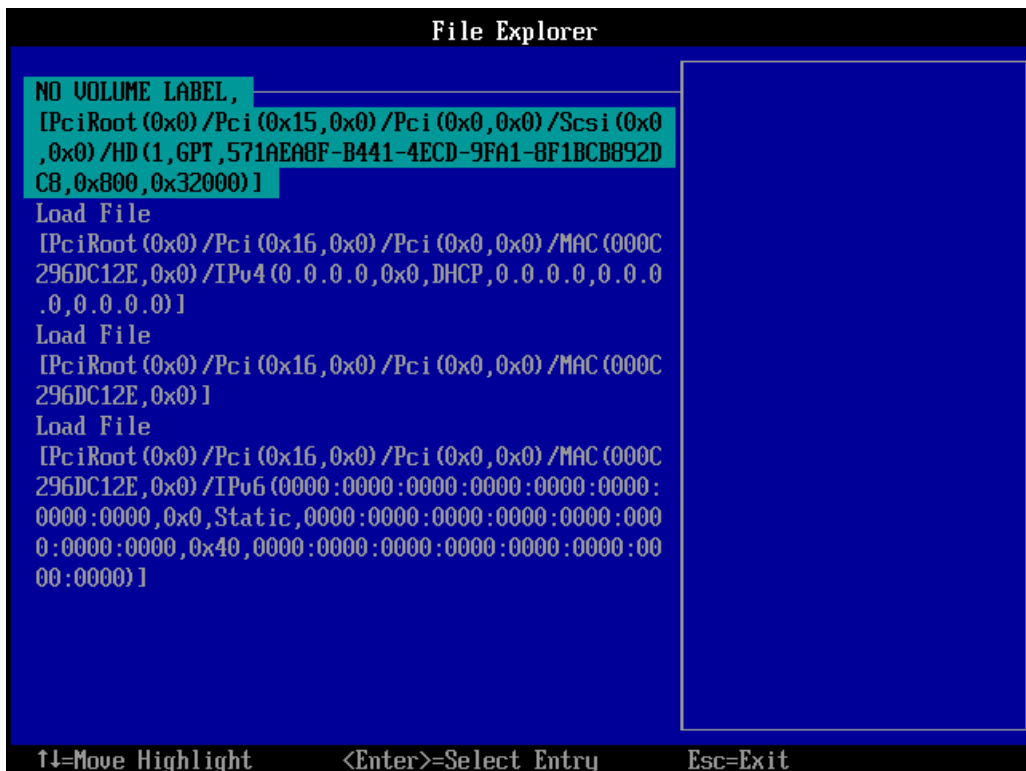 File Explorer
NO VOLUME LABEL,
[PciRoot(0x0)/Pci(0x15,0x0)/Pci(0x0,0x0)/Scsi(0x0
,0x0)/HD(1,GPT,571AEA8F-B441-4ECD-9FA1-8F1BCB892D
C8,0x800,0x32000)]
Load File
[PciRoot(0x0)/Pci(0x16,0x0)/Pci(0x0,0x0)/MAC(000C
296DC12E,0x0)/IPv4(0.0.0.0,0x0,DHCP,0.0.0.0,0.0.0
.0,0.0.0.0)]
Load File
[PciRoot(0x0)/Pci(0x16,0x0)/Pci(0x0,0x0)/MAC(000C
296DC12E,0x0)]
Load File
[PciRoot(0x0)/Pci(0x16,0x0)/Pci(0x0,0x0)/MAC(000C
296DC12E,0x0)/IPv6(0000:0000:0000:0000:0000:0000:
0000:0000,0x0,Static,0000:0000:0000:0000:0000:000
0:0000:0000,0x40,0000:0000:0000:0000:0000:0000:00
00:0000)]
↑↓=Move Highlight <Enter>=Select Entry Esc=Exit